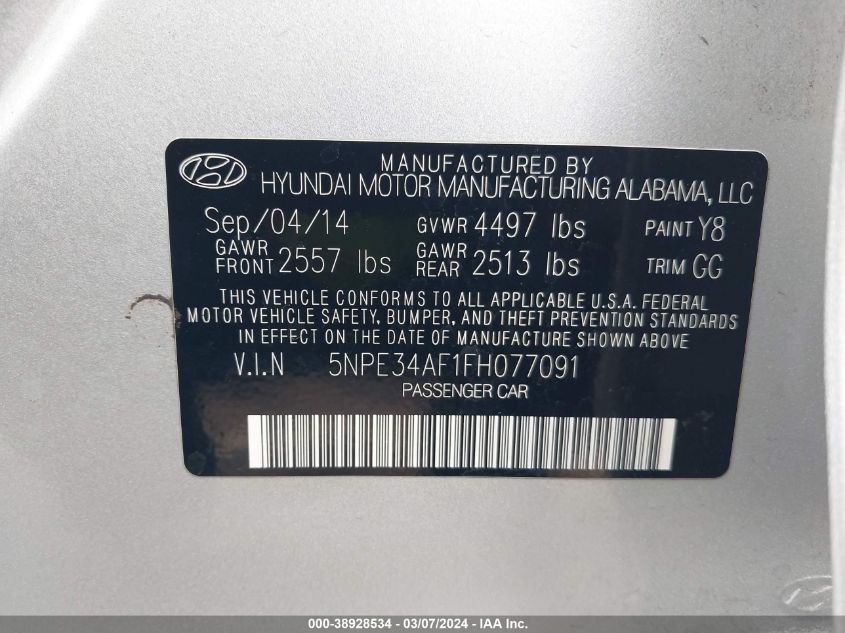 MANUFACTURED BY
HYUNDAI MOTOR MANUFACTURING ALABAMA, LLC
Sep/04/14 GVWR 4497 lbs PAINT Y8
GAWR FRONT 2557 lbs GAWR REAR 2513 lbs TRIM GG
THIS VEHICLE CONFORMS TO ALL APPLICABLE U.S.A. FEDERAL
MOTOR VEHICLE SAFETY, BUMPER, AND THEFT PREVENTION STANDARDS
IN EFFECT ON THE DATE OF MANUFACTURE SHOWN ABOVE.
V.I.N 5NPE34AF1FH077091
PASSENGER CAR
000-38928534 - 03/07/2024 - IAA Inc.